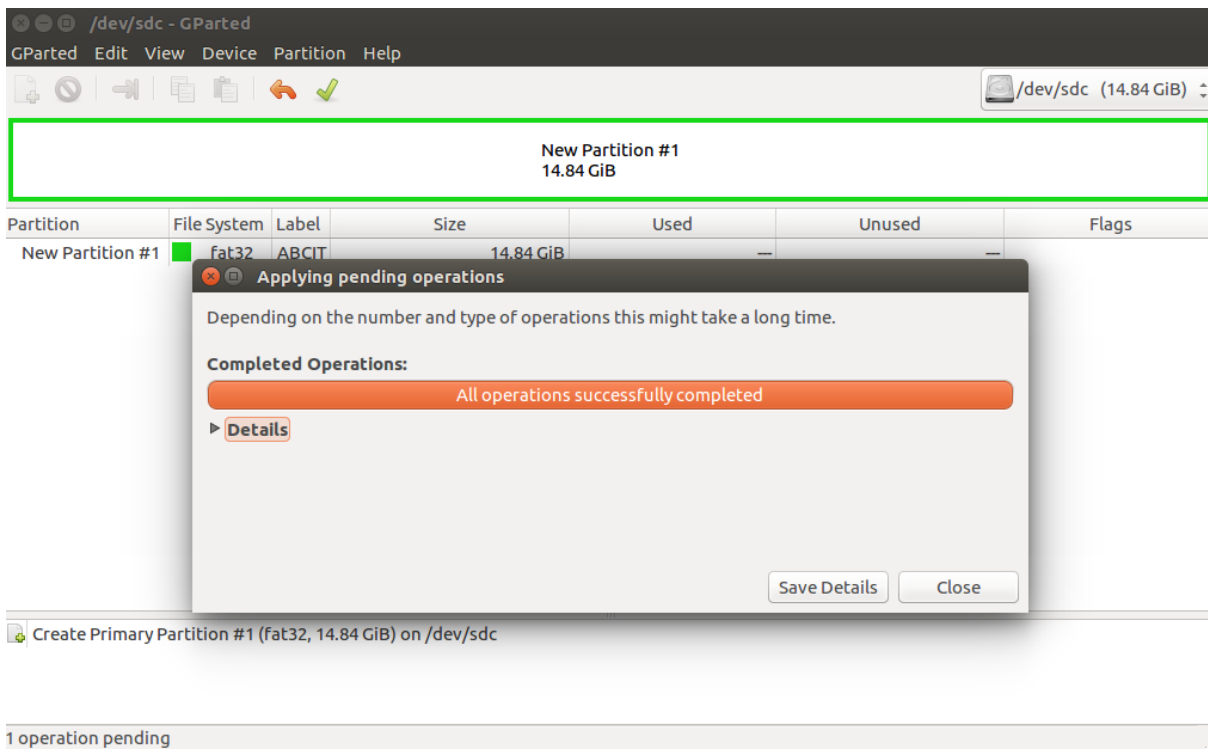 /dev/sdc - GParted
GParted Edit View Device Partition Help
/dev/sdc (14.84 GiB)
New Partition #1
14.84 GiB
Partition File System Label Size Used Unused Flags
New Partition #1 fat32 ABCIT 14.84 GiB --- ---
Applying pending operations
Depending on the number and type of operations this might take a long time.
Completed Operations:
All operations successfully completed
Details
Save Details Close
Create Primary Partition #1 (fat32, 14.84 GiB) on /dev/sdc
1 operation pending